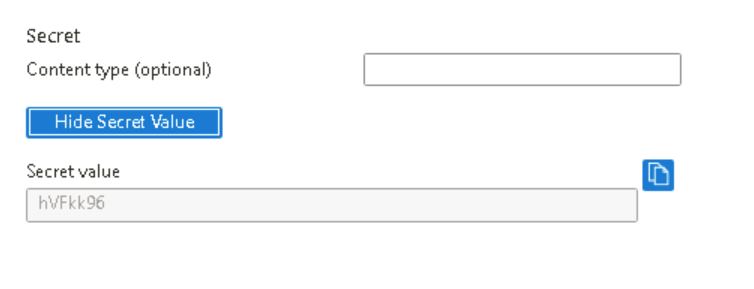 Secret
Content type (optional)
Hide Secret Value
Secret value
hVFkk96